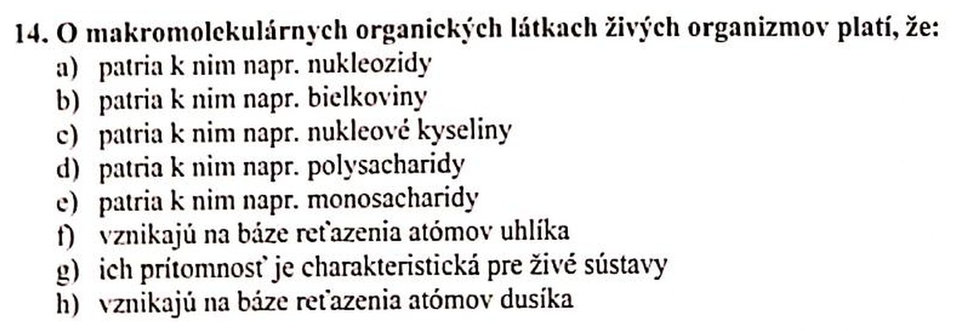 14. O makromolekulárnych organických látkach živých organizmov platí, že:
a) patria k nim napr. nukleozidy
b) patria k nim napr. bielkoviny
c) patria k nim napr. nukleové kyseliny
d) patria k nim napr. polysacharidy
e) patria k nim napr. monosacharidy
f) vznikajú na báze reťazenia atómov uhlíka
g) ich prítomnosť je charakteristická pre živé sústavy
h) vznikajú na báze reťazenia atómov dusíka